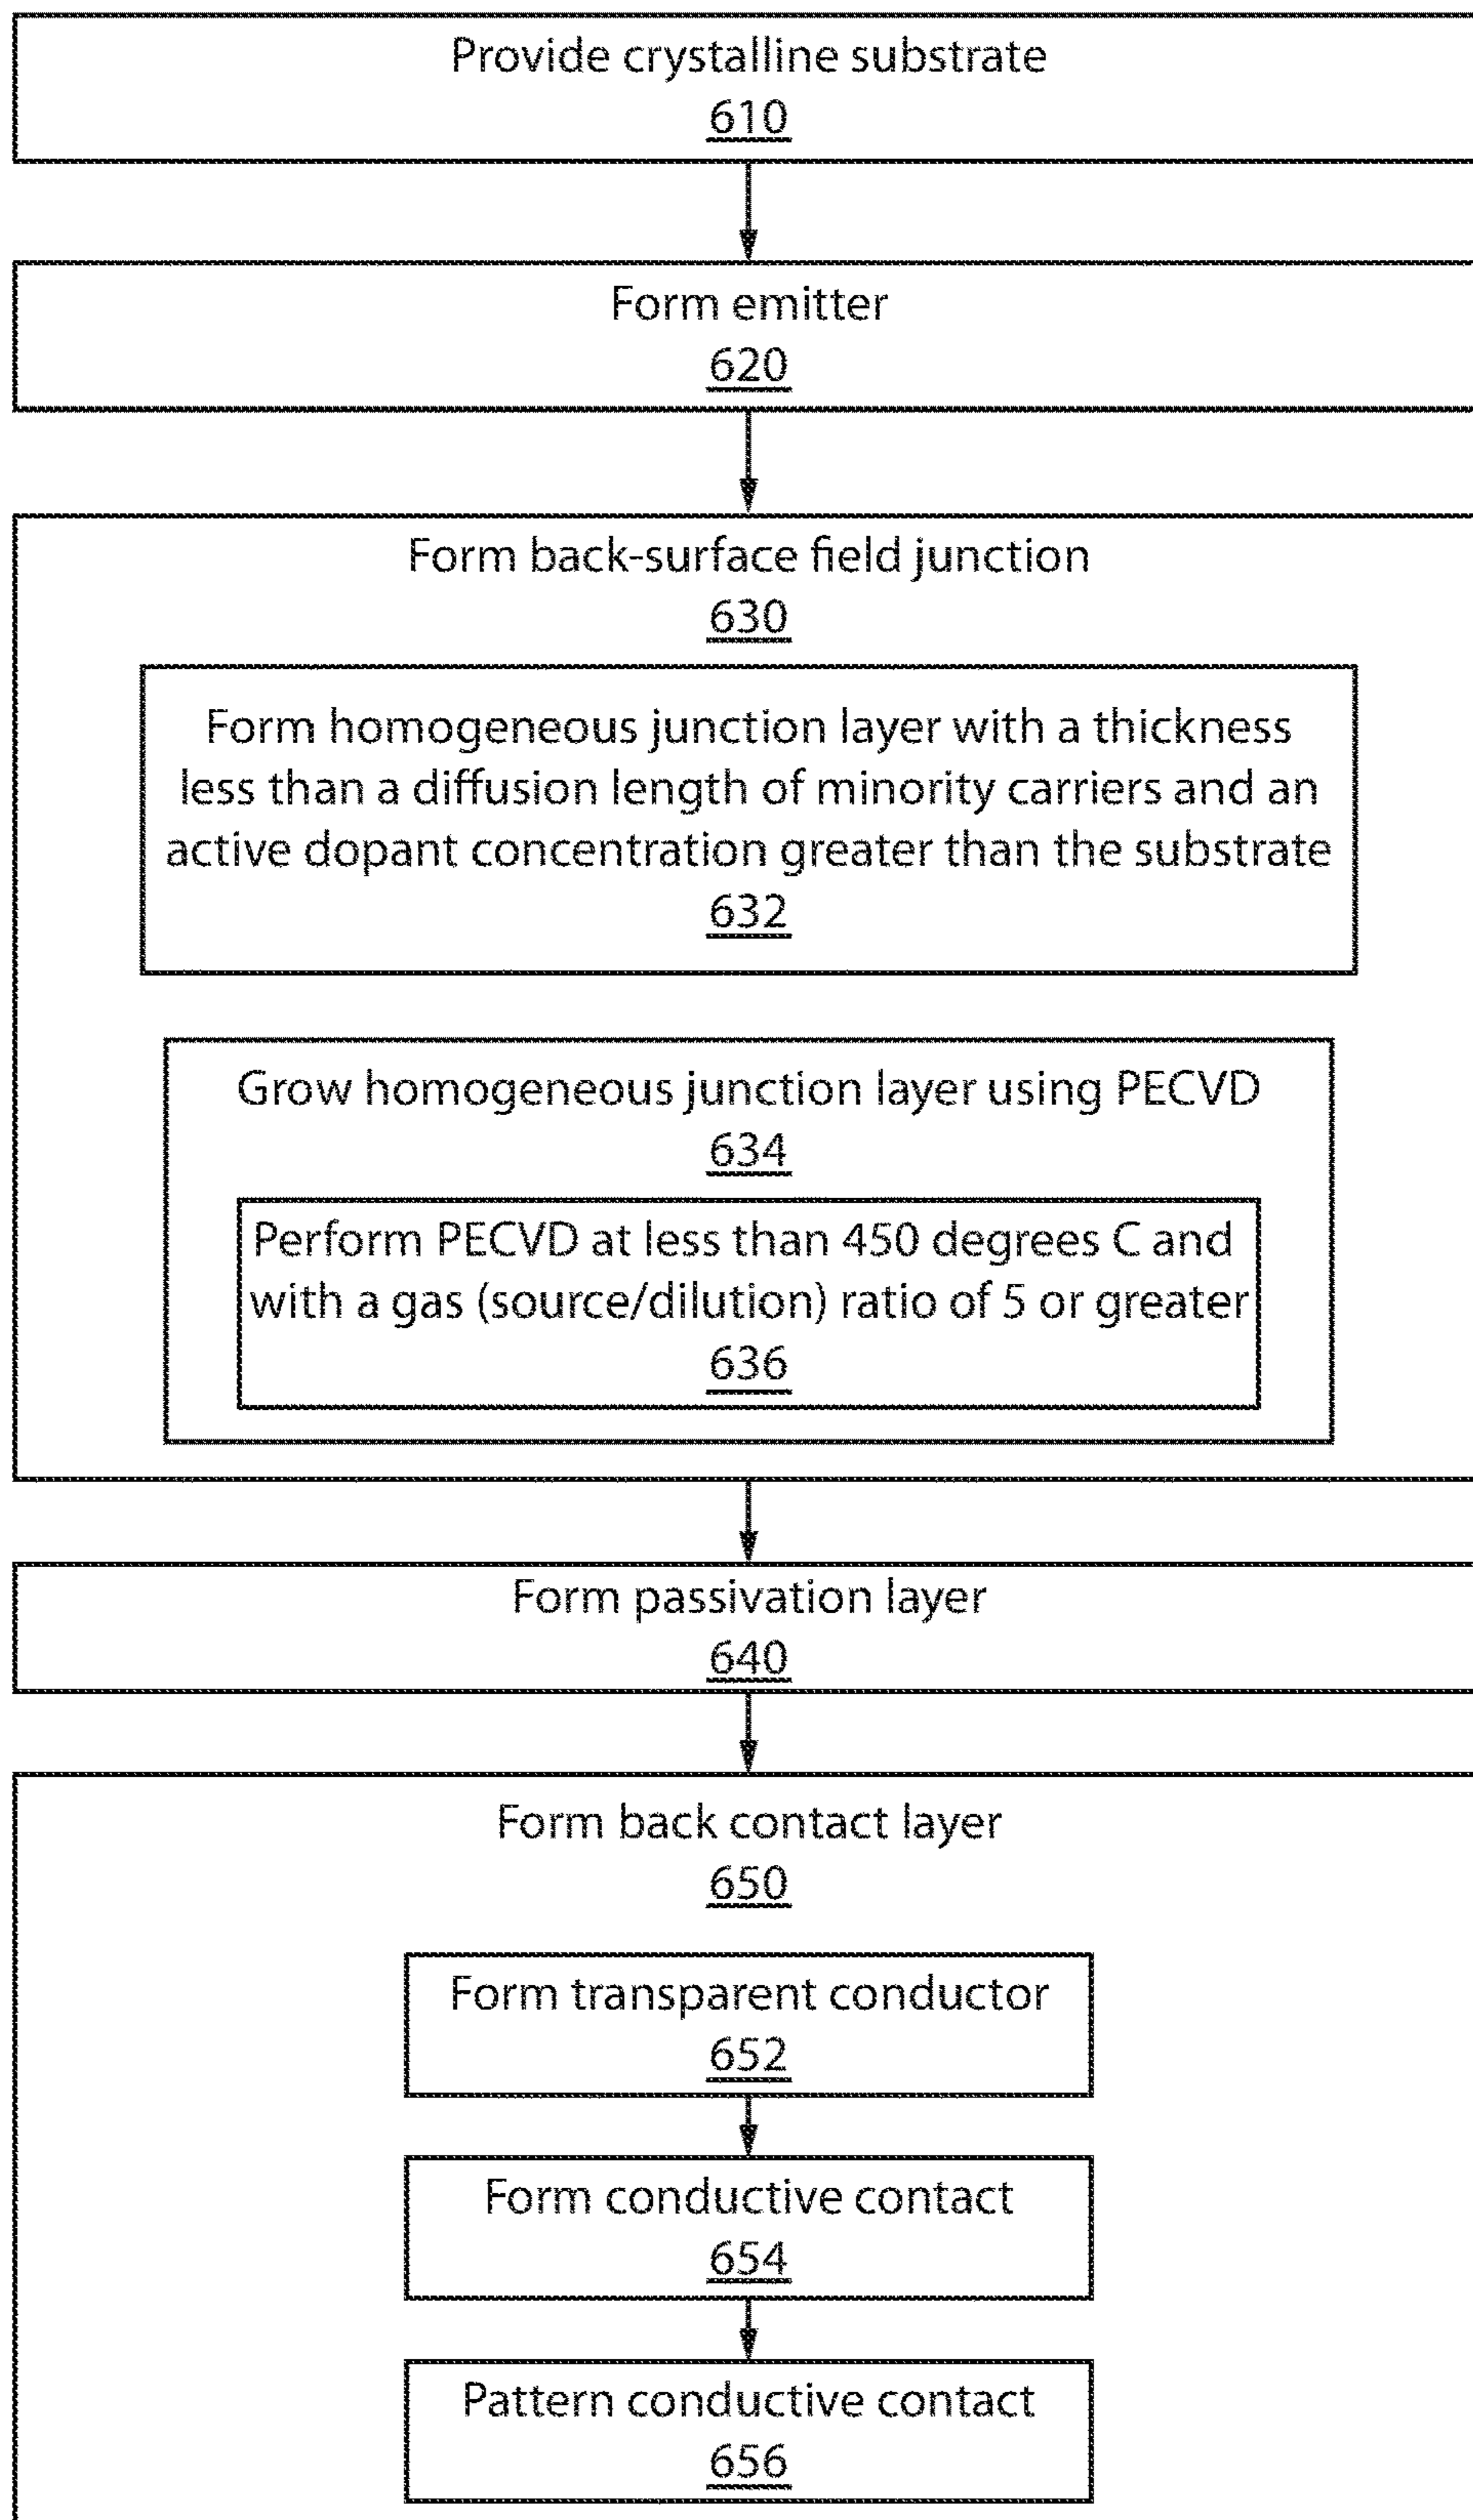 Provide crystalline substrate
610
Form emitter
620
Form back-surface field junction
630
Form homogeneous junction layer with a thickness
less than a diffusion length of minority carriers and an
active dopant concentration greater than the substrate
632
Grow homogeneous junction layer using PECVD
634
Perform PECVD at less than 450 degrees C and
with a gas (source/dilution) ratio of 5 or greater
636
Form passivation layer
640
Form back contact layer
650
Form transparent conductor
652
Form conductive contact
654
Pattern conductive contact
656